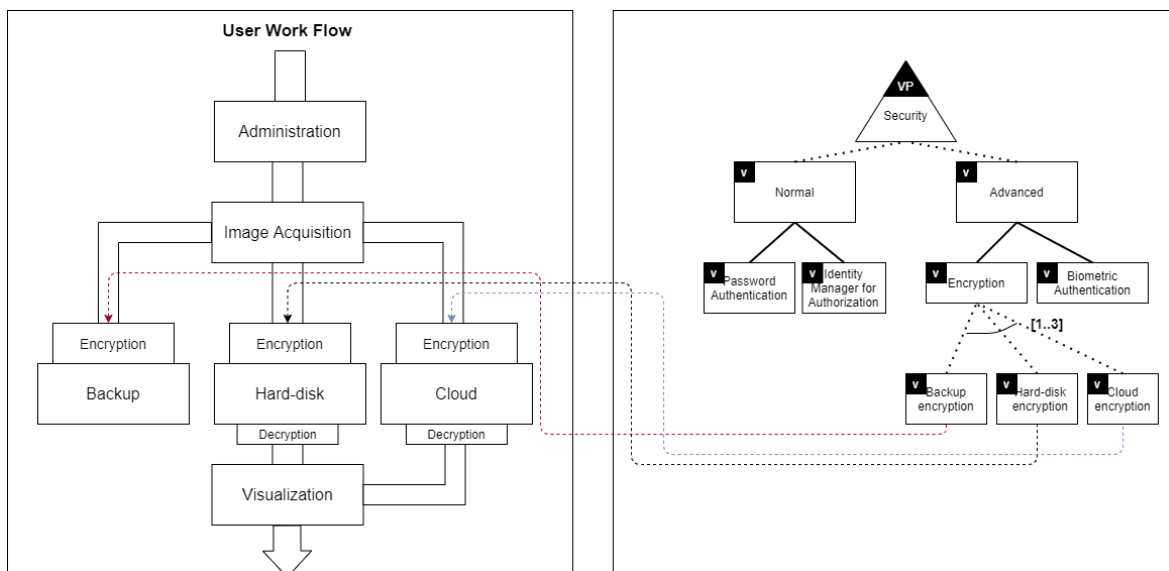 User Work Flow
Administration
Image Acquisition
Encryption
Encryption
Encryption
Backup
Hard-disk
Cloud
Decryption
Decryption
Visualization
VP
Security
V
Normal
V
Advanced
V
Password
Authentication
V
Identity
Manager for
Authorization
V
Encryption
V
Biometric
Authentication
[1..3]
V
Backup
encryption
V
Hard-disk
encryption
V
Cloud
encryption